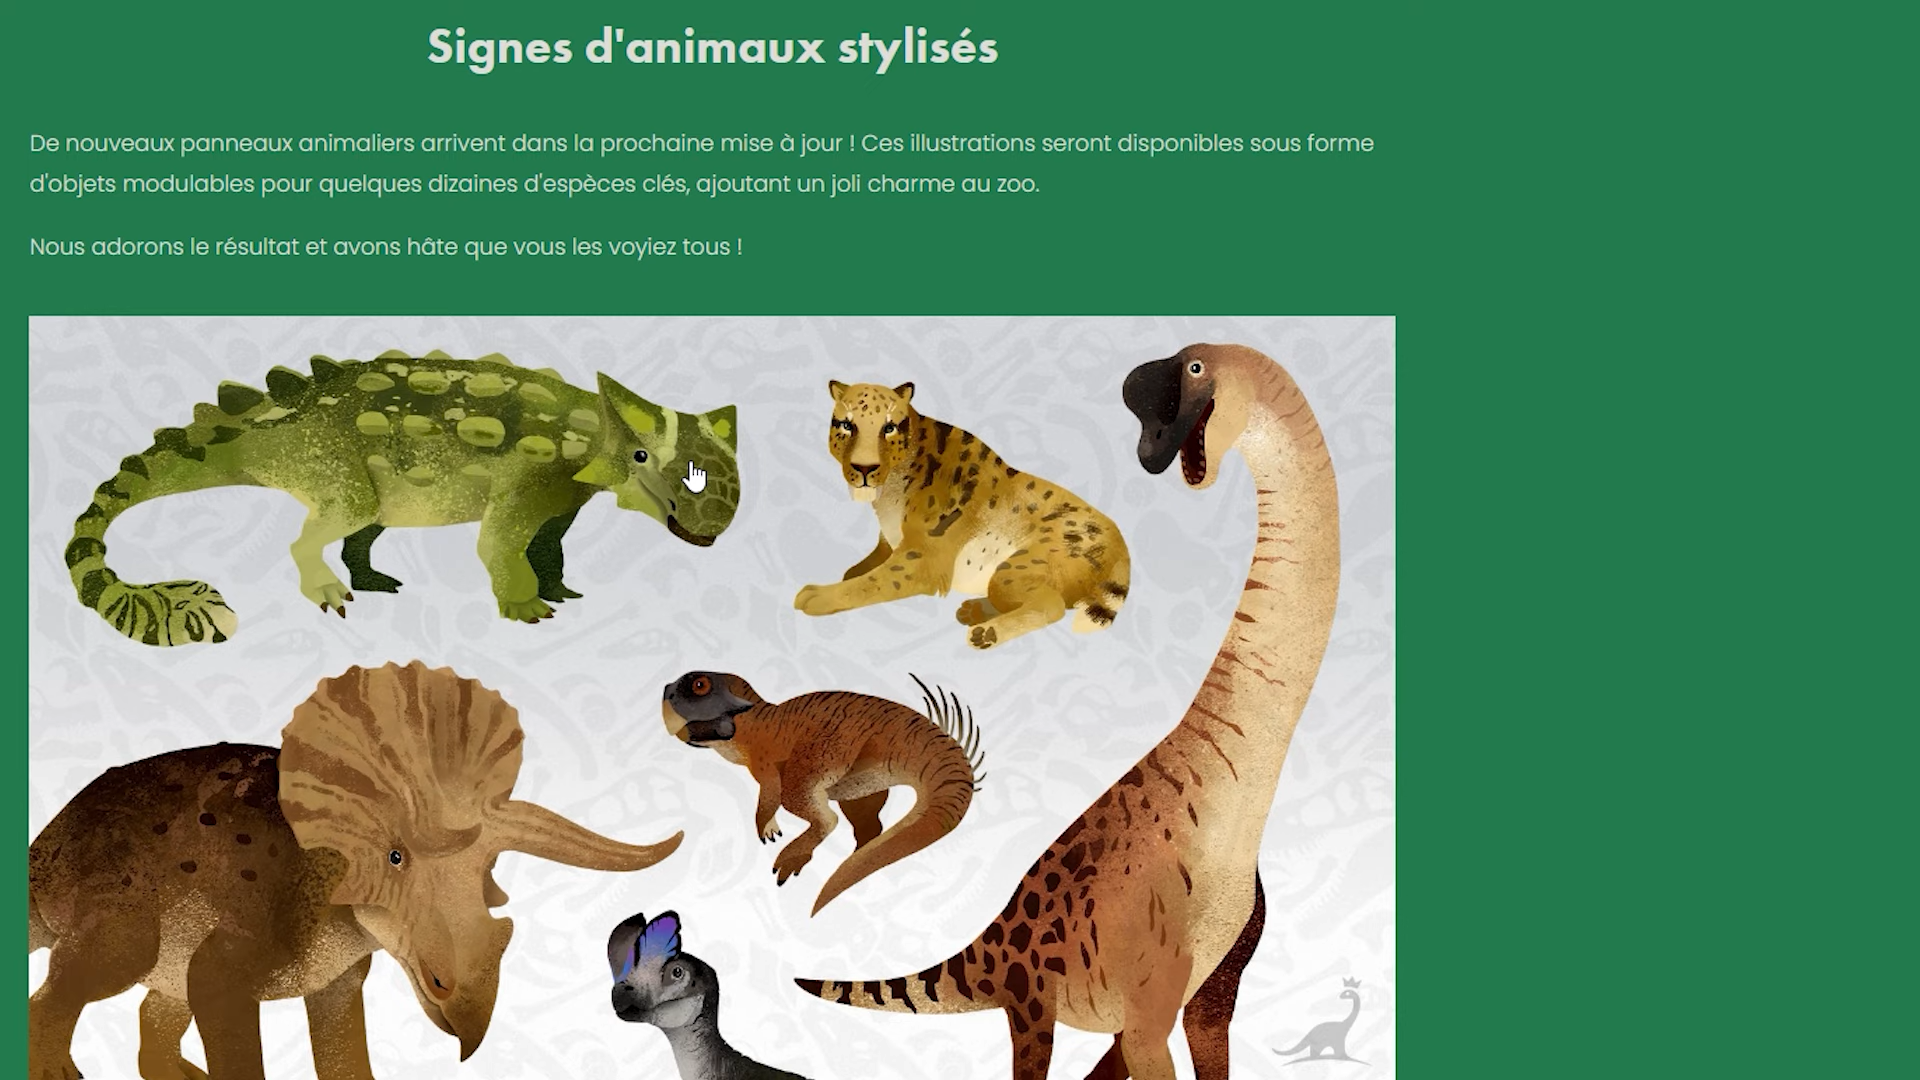 Signes d'animaux stylisés
De nouveaux panneaux animaliers arrivent dans la prochaine mise à jour ! Ces illustrations seront disponibles sous forme
d'objets modulables pour quelques dizaines d'espèces clés, ajoutant un joli charme au zoo.
Nous adorons le résultat et avons hâte que vous les voyiez tous !